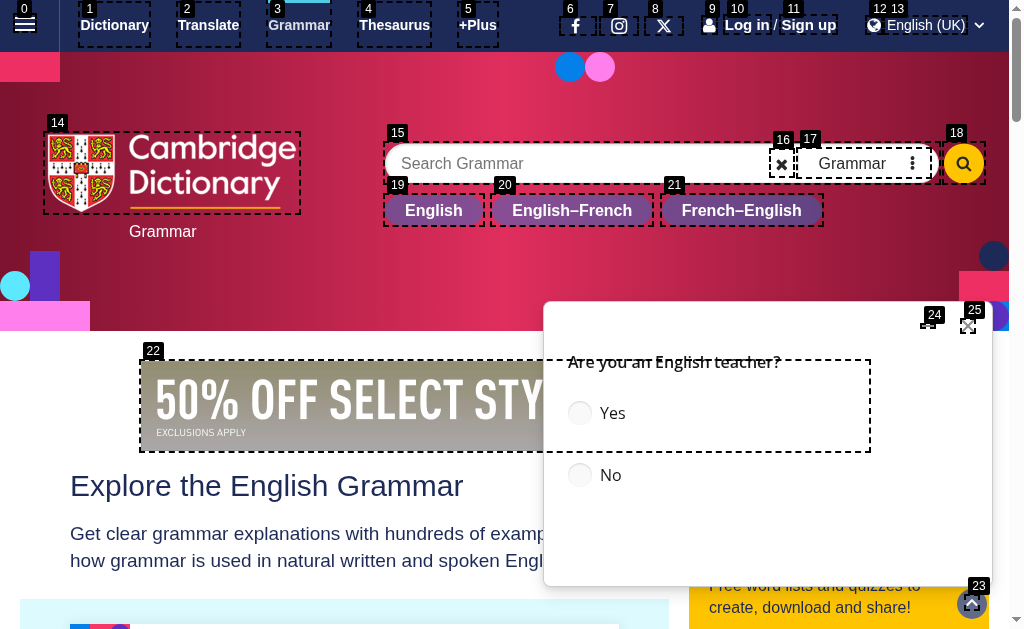 0 1 2 3 4 5 6 7 8 9 10 11 12 13
Dictionary Translate Grammar Thesaurus +Plus Log in / Sign up English (UK)
14 15 16 17 18
Cambridge
Dictionary
Grammar
Search Grammar Grammar
19 20 21
English English–French French–English
22 24 25
50% OFF SELECT STY
EXCLUSIONS APPLY
Are you an English teacher?
Yes
No
Explore the English Grammar
Get clear grammar explanations with hundreds of examp
how grammar is used in natural written and spoken Engl
23
Free word lists and quizzes to
create, download and share!